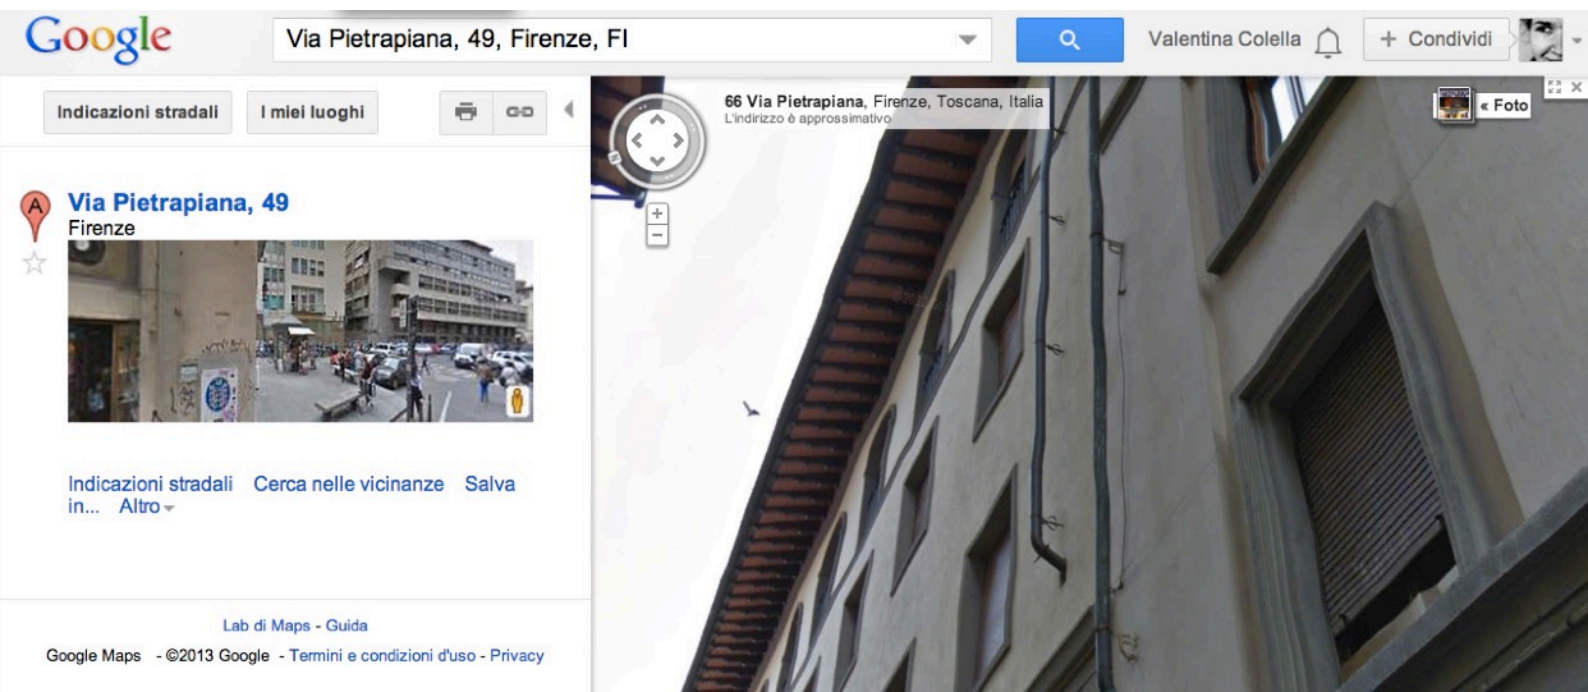 Google
Via Pietrapiana, 49, Firenze, FI
Valentina Colella
+ Condividi
Indicazioni stradali
I miei luoghi
66 Via Pietrapiana, Firenze, Toscana, Italia
L'indirizzo è approssimativo
« Foto
A
Via Pietrapiana, 49
Firenze
Indicazioni stradali Cerca nelle vicinanze Salva
in... Altro
Lab di Maps - Guida
Google Maps - ©2013 Google - Termini e condizioni d'uso - Privacy